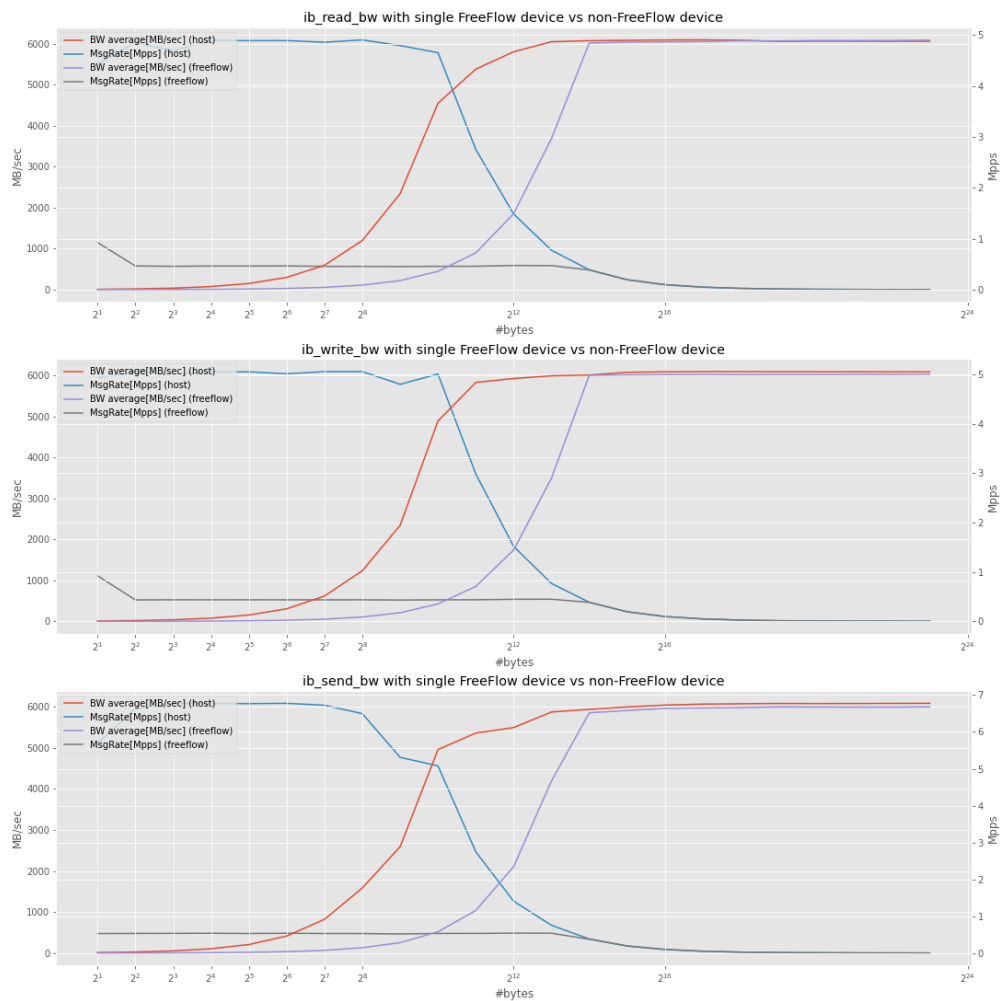 ib_read_bw with single FreeFlow device vs non-FreeFlow device
BW average[MB/sec] (host)
MsgRate[Mpps] (host)
BW average[MB/sec] (freeflow)
MsgRate[Mpps] (freeflow)
6000
5000
4000
3000
2000
1000
0
MB/sec
5
4
3
2
1
0
Mpps
2^1 2^2 2^3 2^4 2^5 2^6 2^7 2^8 2^12 2^16 2^24
#bytes
ib_write_bw with single FreeFlow device vs non-FreeFlow device
BW average[MB/sec] (host)
MsgRate[Mpps] (host)
BW average[MB/sec] (freeflow)
MsgRate[Mpps] (freeflow)
6000
5000
4000
3000
2000
1000
0
MB/sec
5
4
3
2
1
0
Mpps
2^1 2^2 2^3 2^4 2^5 2^6 2^7 2^8 2^12 2^16 2^24
#bytes
ib_send_bw with single FreeFlow device vs non-FreeFlow device
BW average[MB/sec] (host)
MsgRate[Mpps] (host)
BW average[MB/sec] (freeflow)
MsgRate[Mpps] (freeflow)
6000
5000
4000
3000
2000
1000
0
MB/sec
7
6
5
4
3
2
1
0
Mpps
2^1 2^2 2^3 2^4 2^5 2^6 2^7 2^8 2^12 2^16 2^24
#bytes